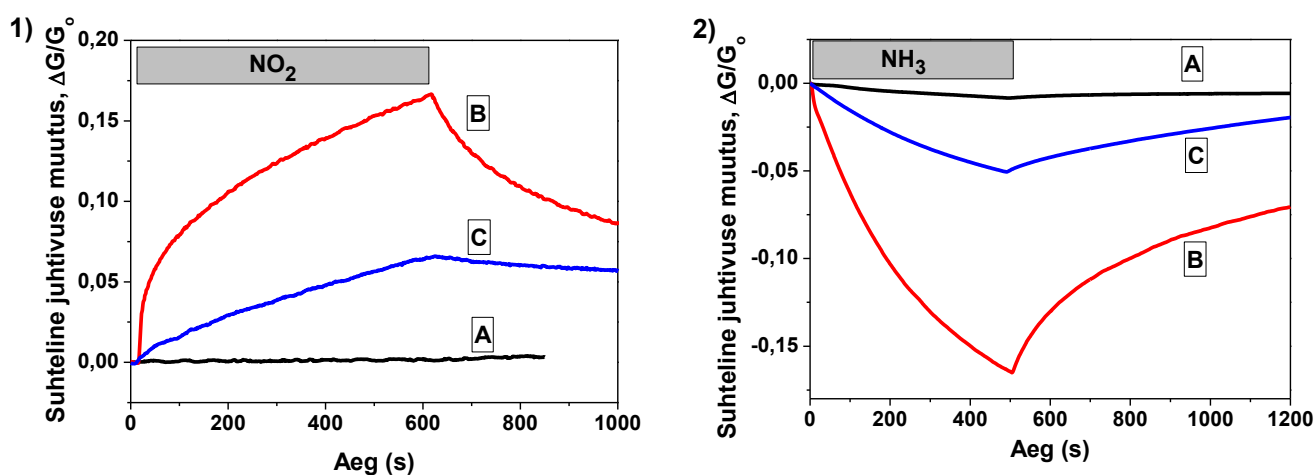 1)
Suhteline juhtivuse muutus, ΔG/G₀
0,20
0,15
0,10
0,05
0,00
NO₂
B
C
A
0 200 400 600 800 1000
Aeg (s)
2)
Suhteline juhtivuse muutus, ΔG/G₀
0,00
-0,05
-0,10
-0,15
NH₃
A
C
B
0 200 400 600 800 1000 1200
Aeg (s)